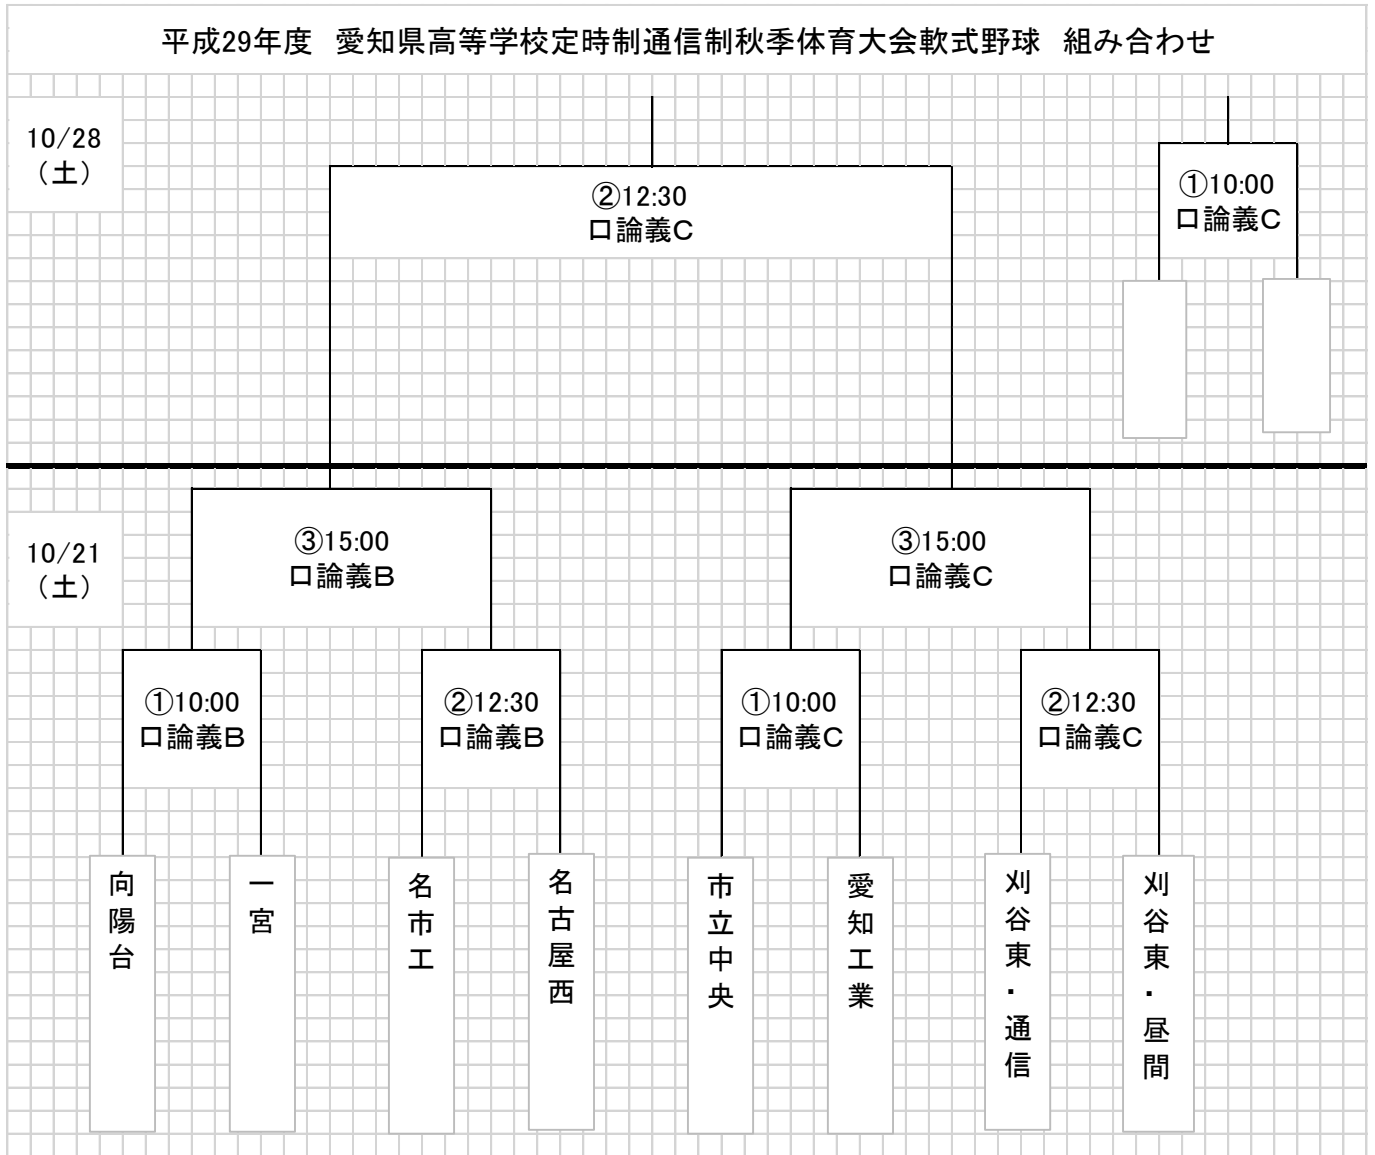 平成29年度　愛知県高等学校定時制通信制秋季体育大会軟式野球　組み合わせ
10/28
（土）
②12:30
口論義C
①10:00
口論義C
10/21
（土）
③15:00
口論義B
③15:00
口論義C
①10:00
口論義B
②12:30
口論義B
①10:00
口論義C
②12:30
口論義C
向陽台
一宮
名市工
名古屋西
市立中央
愛知工業
刈谷東・通信
刈谷東・昼間